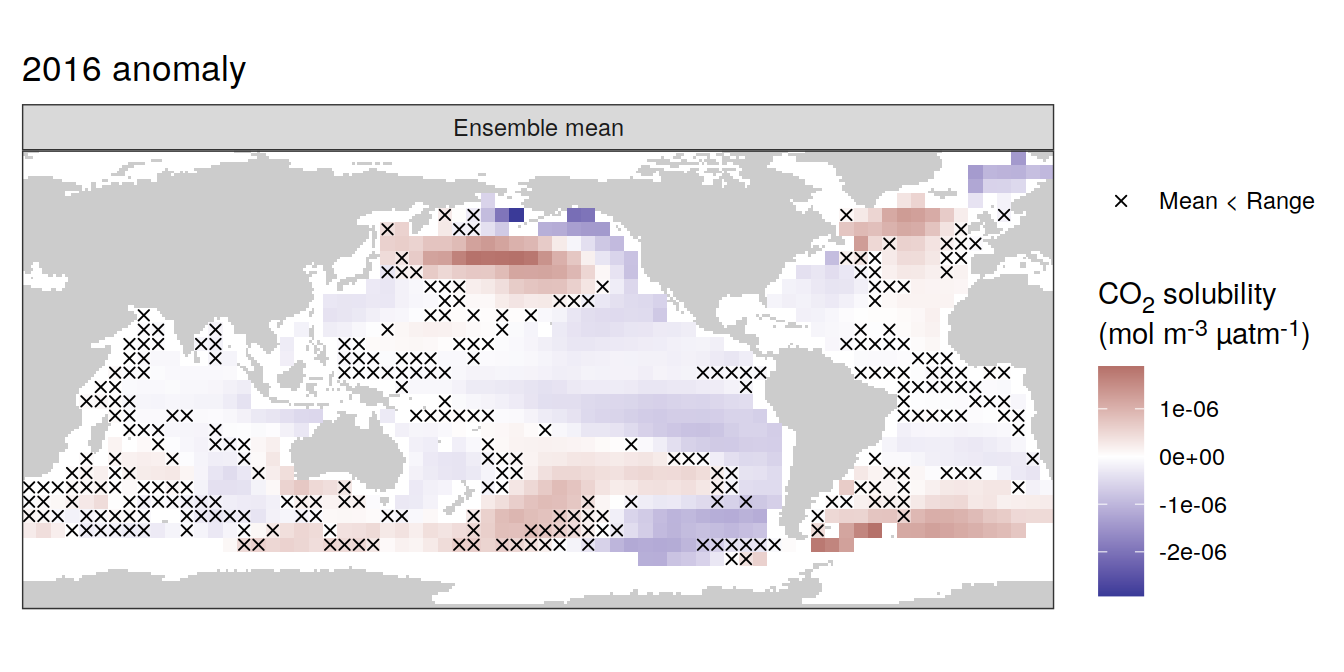 2016 anomaly
Ensemble mean
× Mean < Range
CO₂ solubility
(mol m⁻³ µatm⁻¹)
1e-06
0e+00
-1e-06
-2e-06